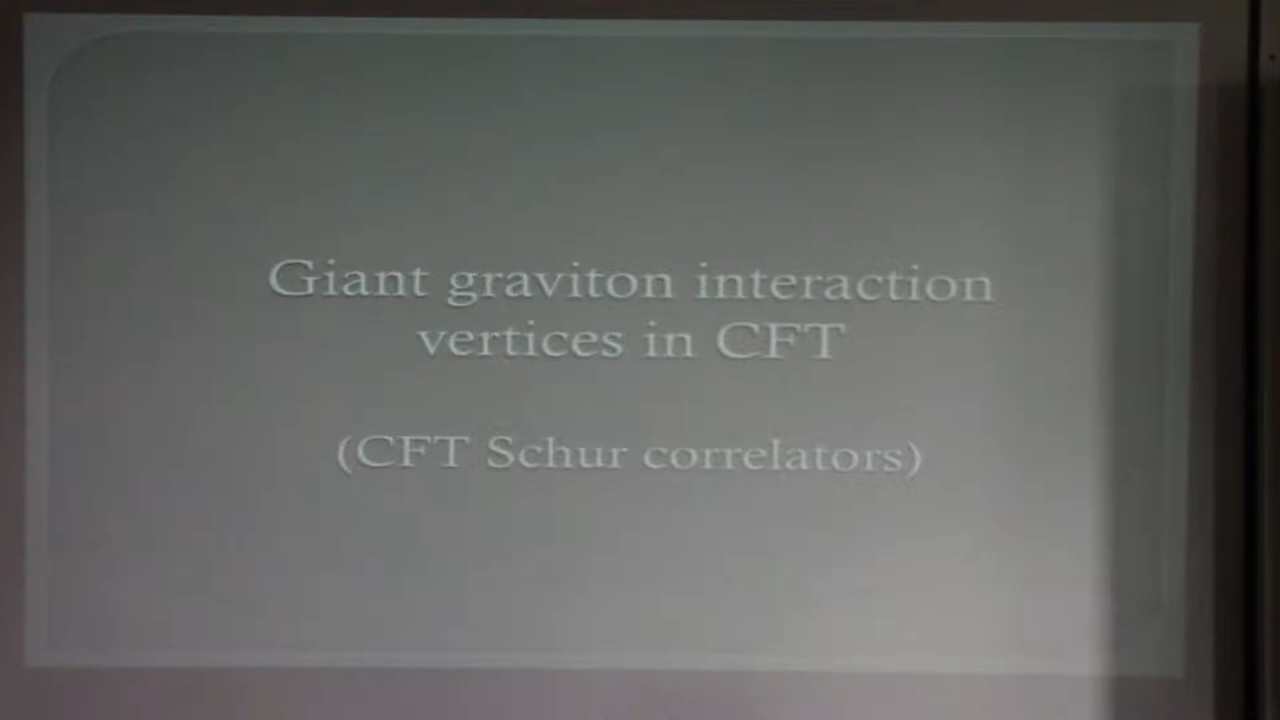 Giant graviton interaction
vertices in CFT
(CFT Schur correlators)